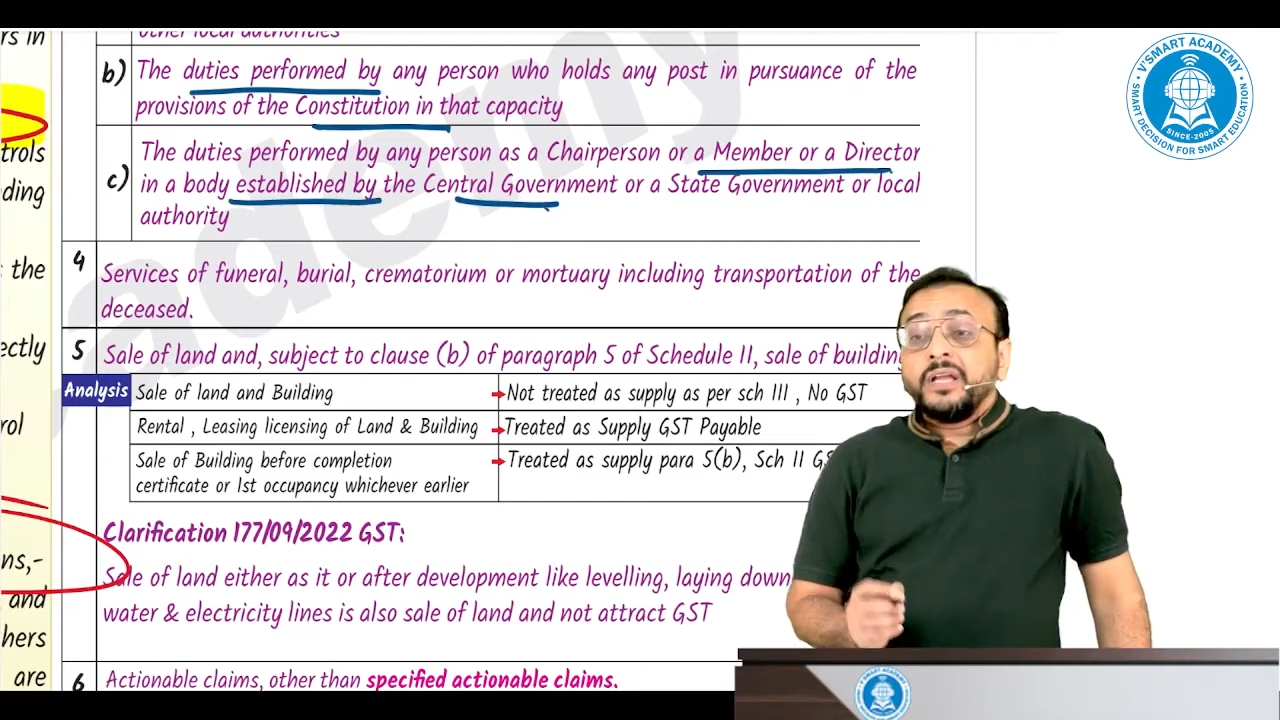 rs in
other local authorities
b) The duties performed by any person who holds any post in pursuance of the
provisions of the Constitution in that capacity
trols
c) The duties performed by any person as a Chairperson or a Member or a Director
in a body established by the Central Government or a State Government or local
authority
ding
4 Services of funeral, burial, crematorium or mortuary including transportation of the
deceased.
the
ectly
5 Sale of land and, subject to clause (b) of paragraph 5 of Schedule II, sale of building
Analysis Sale of land and Building Not treated as supply as per sch III , No GST
Rental , Leasing licensing of Land & Building Treated as Supply GST Payable
rol
Sale of Building before completion Treated as supply para 5(b), Sch II
certificate or 1st occupancy whichever earlier
Clarification 177/09/2022 GST:
ns,-
Sale of land either as it or after development like levelling, laying down
and
water & electricity lines is also sale of land and not attract GST
hers
are
6 Actionable claims, other than specified actionable claims.
ademy
V'SMART ACADEMY
SINCE-2005
SMART DECISION FOR SMART EDUCATION